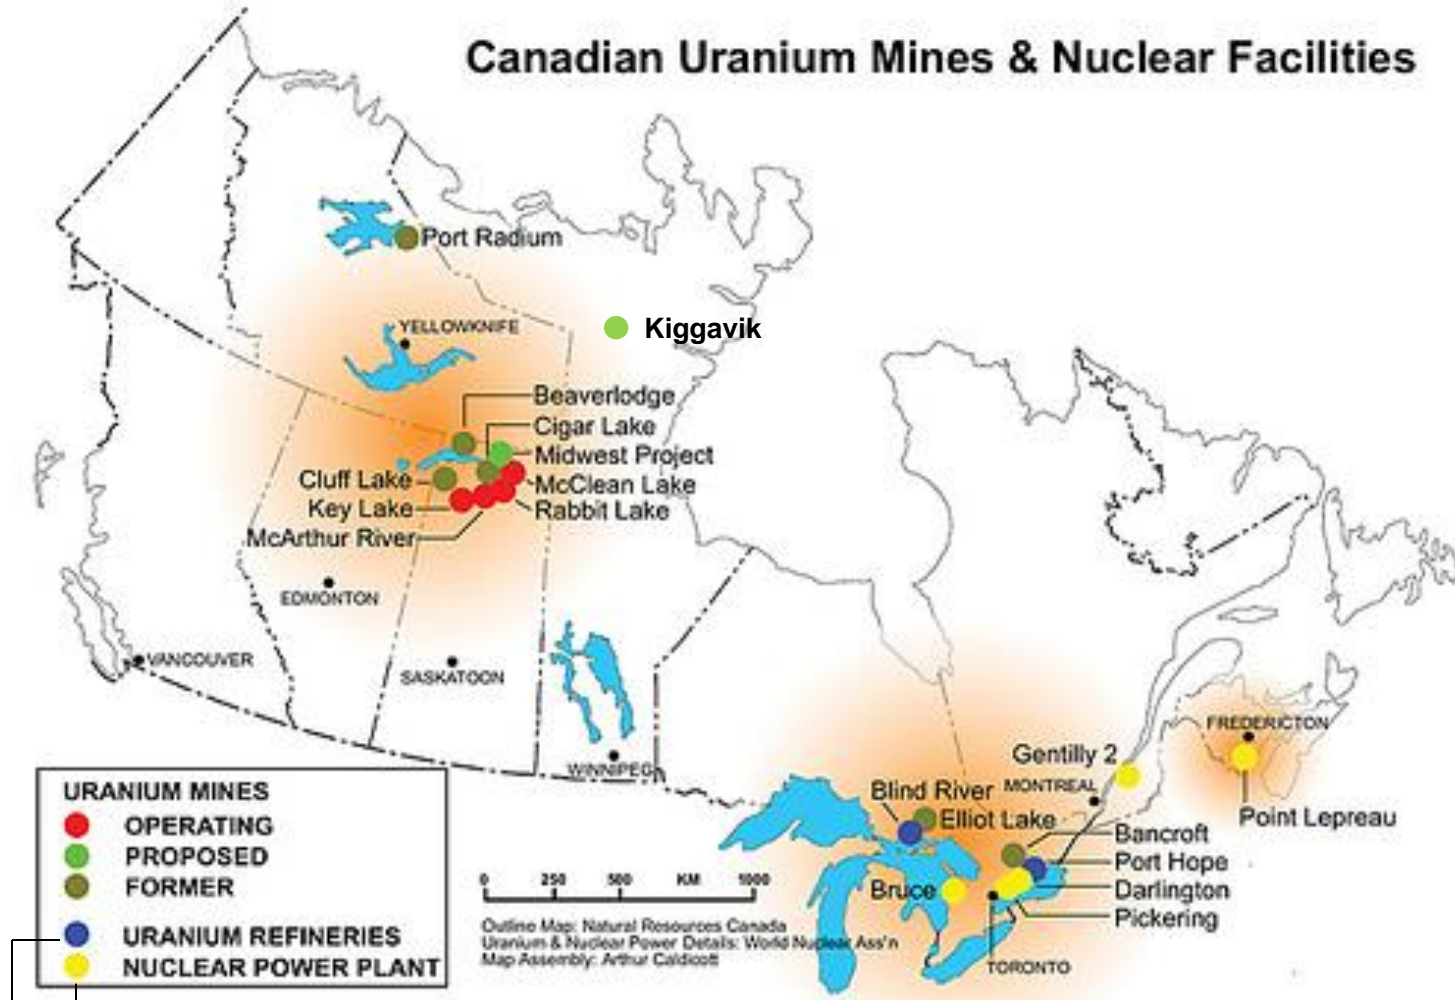 Canadian Uranium Mines & Nuclear Facilities
Port Radium
YELLOWKNIFE
Kiggavik
Beaverlodge
Cigar Lake
Midwest Project
Cluff Lake
McClean Lake
Key Lake
Rabbit Lake
McArthur River
EDMONTON
VANCOUVER
SASKATOON
WINNIPEG
FREDERICTON
Gentilly 2
MONTREAL
Blind River
Elliot Lake
Point Lepreau
Bancroft
Port Hope
Bruce
Darlington
Pickering
TORONTO
URANIUM MINES
OPERATING
PROPOSED
FORMER
URANIUM REFINERIES
NUCLEAR POWER PLANT
0 250 500 KM 1000
Outline Map: Natural Resources Canada
Uranium & Nuclear Power Details: World Nuclear Ass'n
Map Assembly: Arthur Caldicott